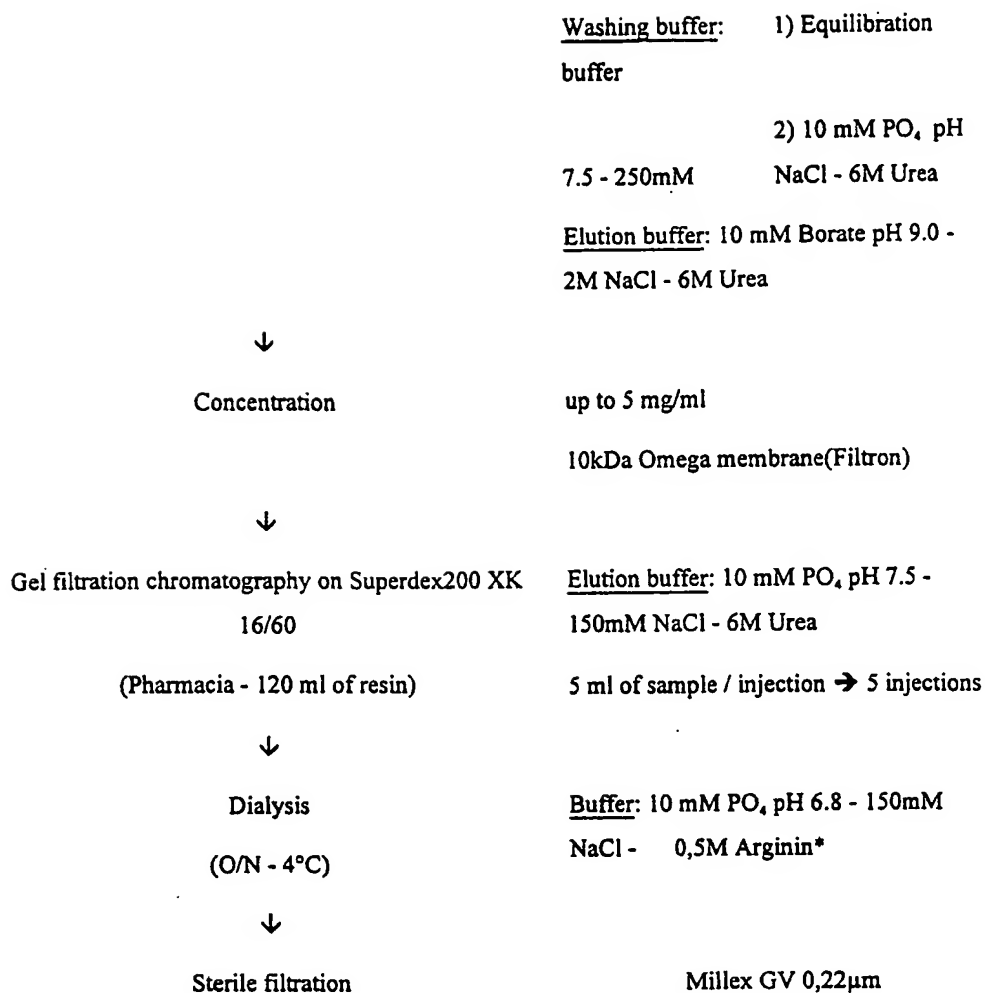 Washing buffer: 1) Equilibration
buffer
2) 10 mM PO₄ pH
7.5 - 250mM NaCl - 6M Urea
Elution buffer: 10 mM Borate pH 9.0 -
2M NaCl - 6M Urea
↓
Concentration up to 5 mg/ml
10kDa Omega membrane(Filtron)
↓
Gel filtration chromatography on Superdex200 XK Elution buffer: 10 mM PO₄ pH 7.5 -
16/60 150mM NaCl - 6M Urea
(Pharmacia - 120 ml of resin) 5 ml of sample / injection ➔ 5 injections
↓
Dialysis Buffer: 10 mM PO₄ pH 6.8 - 150mM
NaCl - 0,5M Arginin*
(O/N - 4°C)
↓
Sterile filtration Millex GV 0,22µm